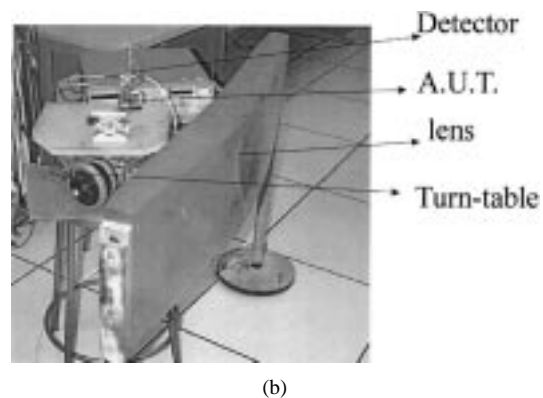 Detector
A.U.T.
lens
Turn-table
(b)